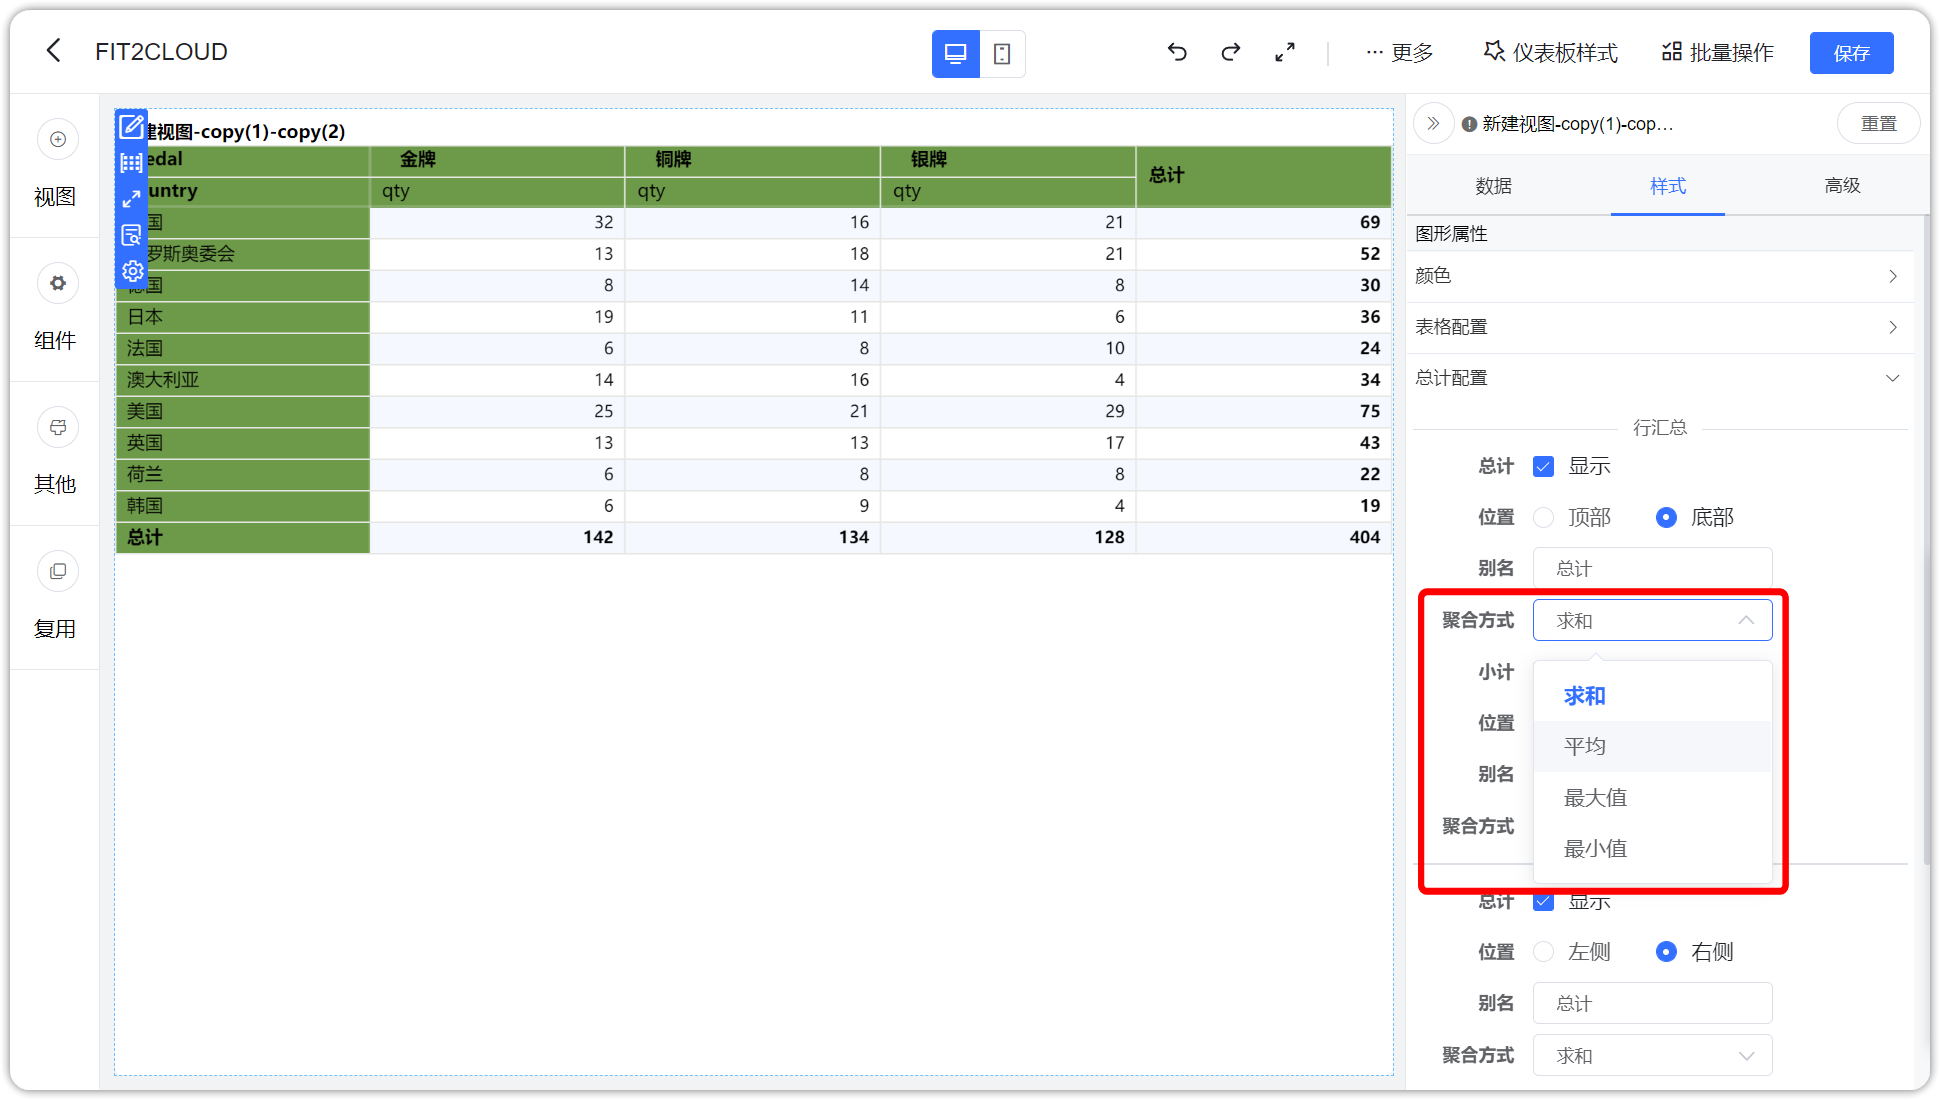 FIT2CLOUD
··· 更多 仪表板样式 批量操作 保存
视图
组件
其他
复用
建视图-copy(1)-copy(2)
edal 金牌 铜牌 银牌 总计
untry qty qty qty
国 32 16 21 69
罗斯奥委会 13 18 21 52
德国 8 14 8 30
日本 19 11 6 36
法国 6 8 10 24
澳大利亚 14 16 4 34
美国 25 21 29 75
英国 13 13 17 43
荷兰 6 8 8 22
韩国 6 9 4 19
总计 142 134 128 404
新建视图-copy(1)-cop... 重置
数据 样式 高级
图形属性
颜色
表格配置
总计配置
行汇总
总计 显示
位置 顶部 底部
别名 总计
聚合方式 求和
小计
位置
别名
聚合方式
求和
平均
最大值
最小值
总计 显示
位置 左侧 右侧
别名 总计
聚合方式 求和